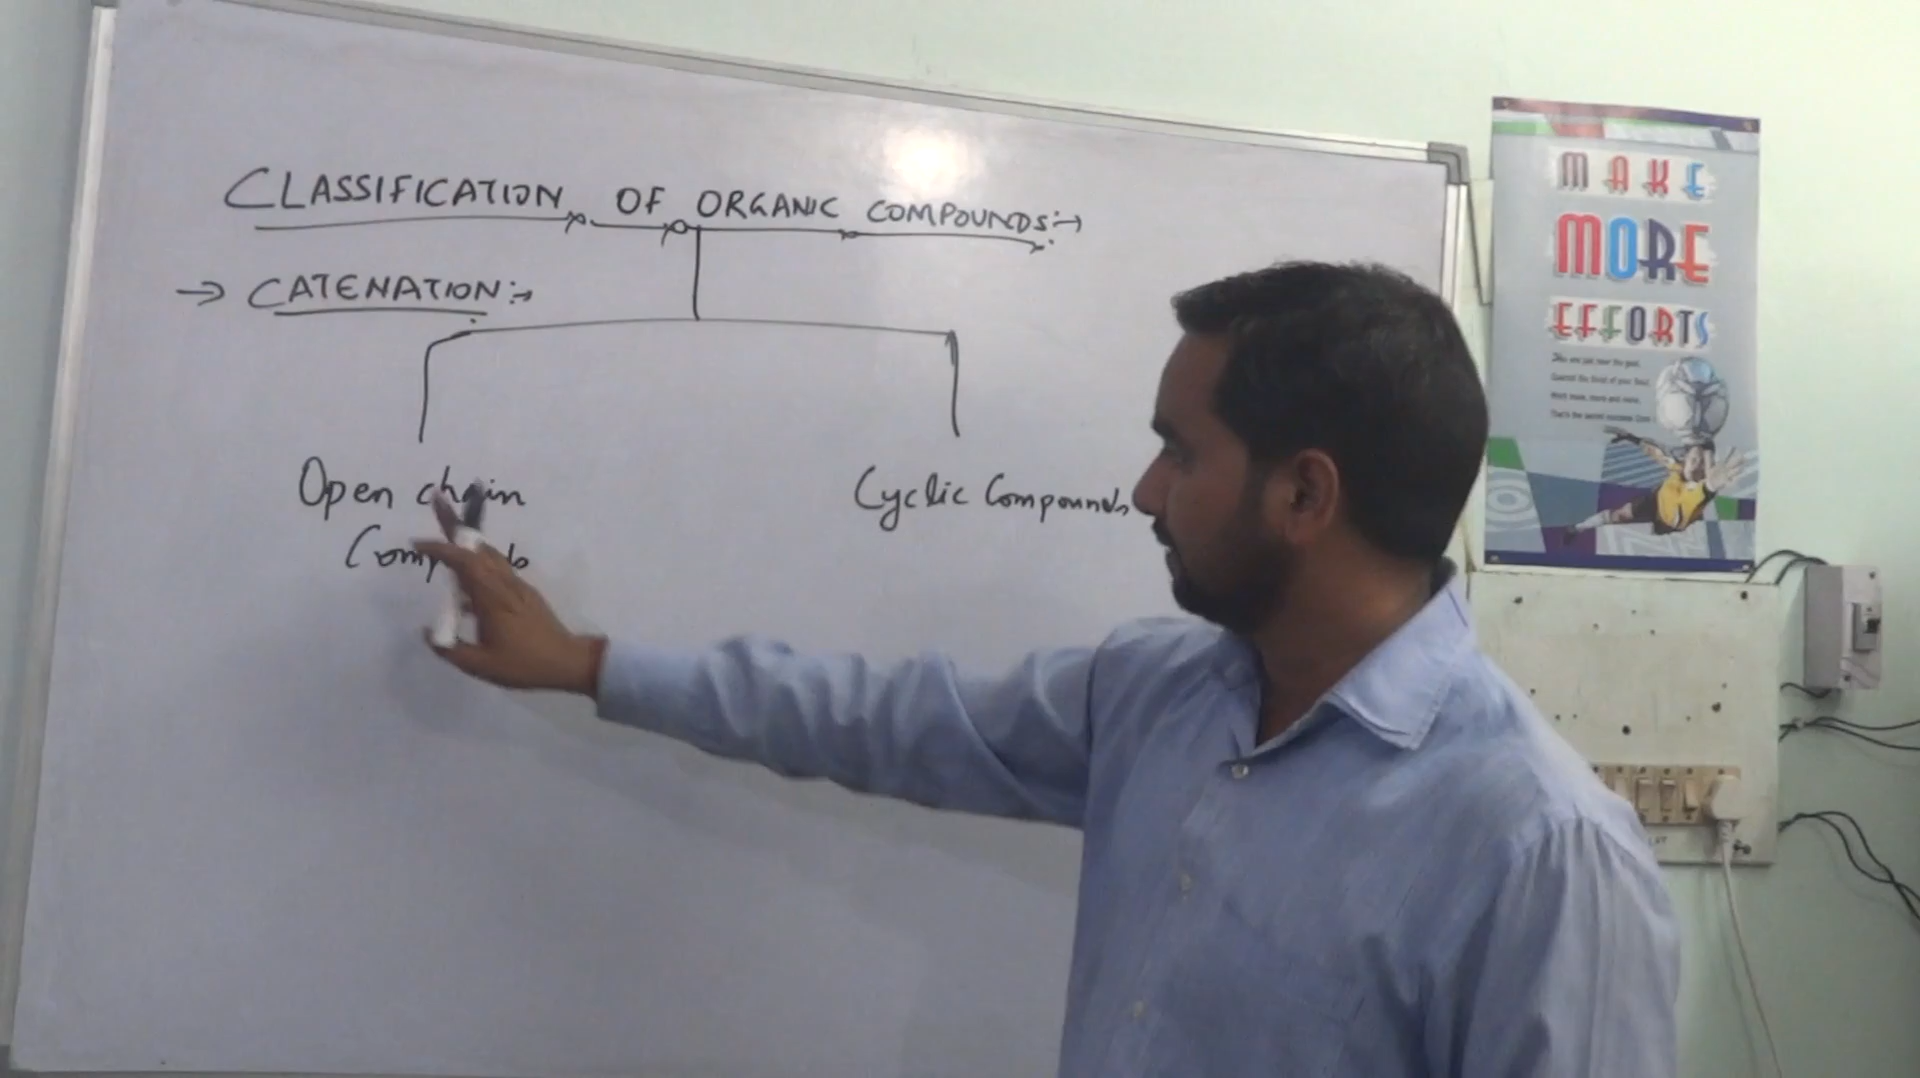 CLASSIFICATION OF ORGANIC COMPOUNDS:→
→ CATENATION:→
Open chain
Cyclic Compounds
MAKE
MORE
EFFORTS